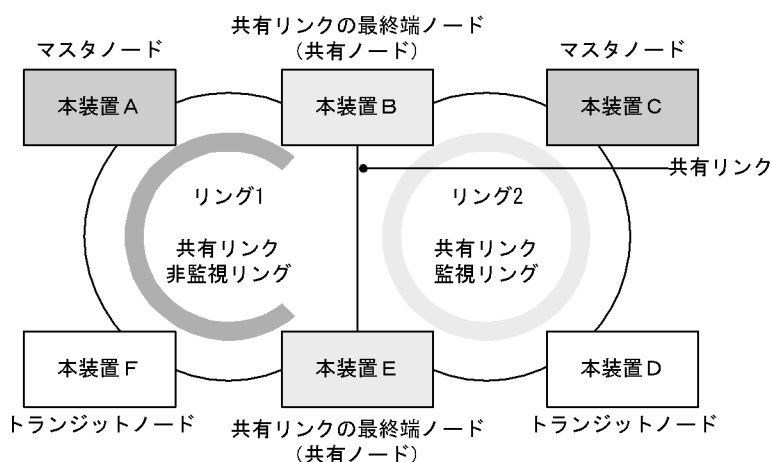 共有リンクの最終端ノード
（共有ノード）
マスタノード
マスタノード
本装置A
本装置B
本装置C
共有リンク
リング1
リング2
共有リンク
非監視リング
共有リンク
監視リング
本装置F
本装置E
本装置D
トランジットノード
共有リンクの最終端ノード
（共有ノード）
トランジットノード